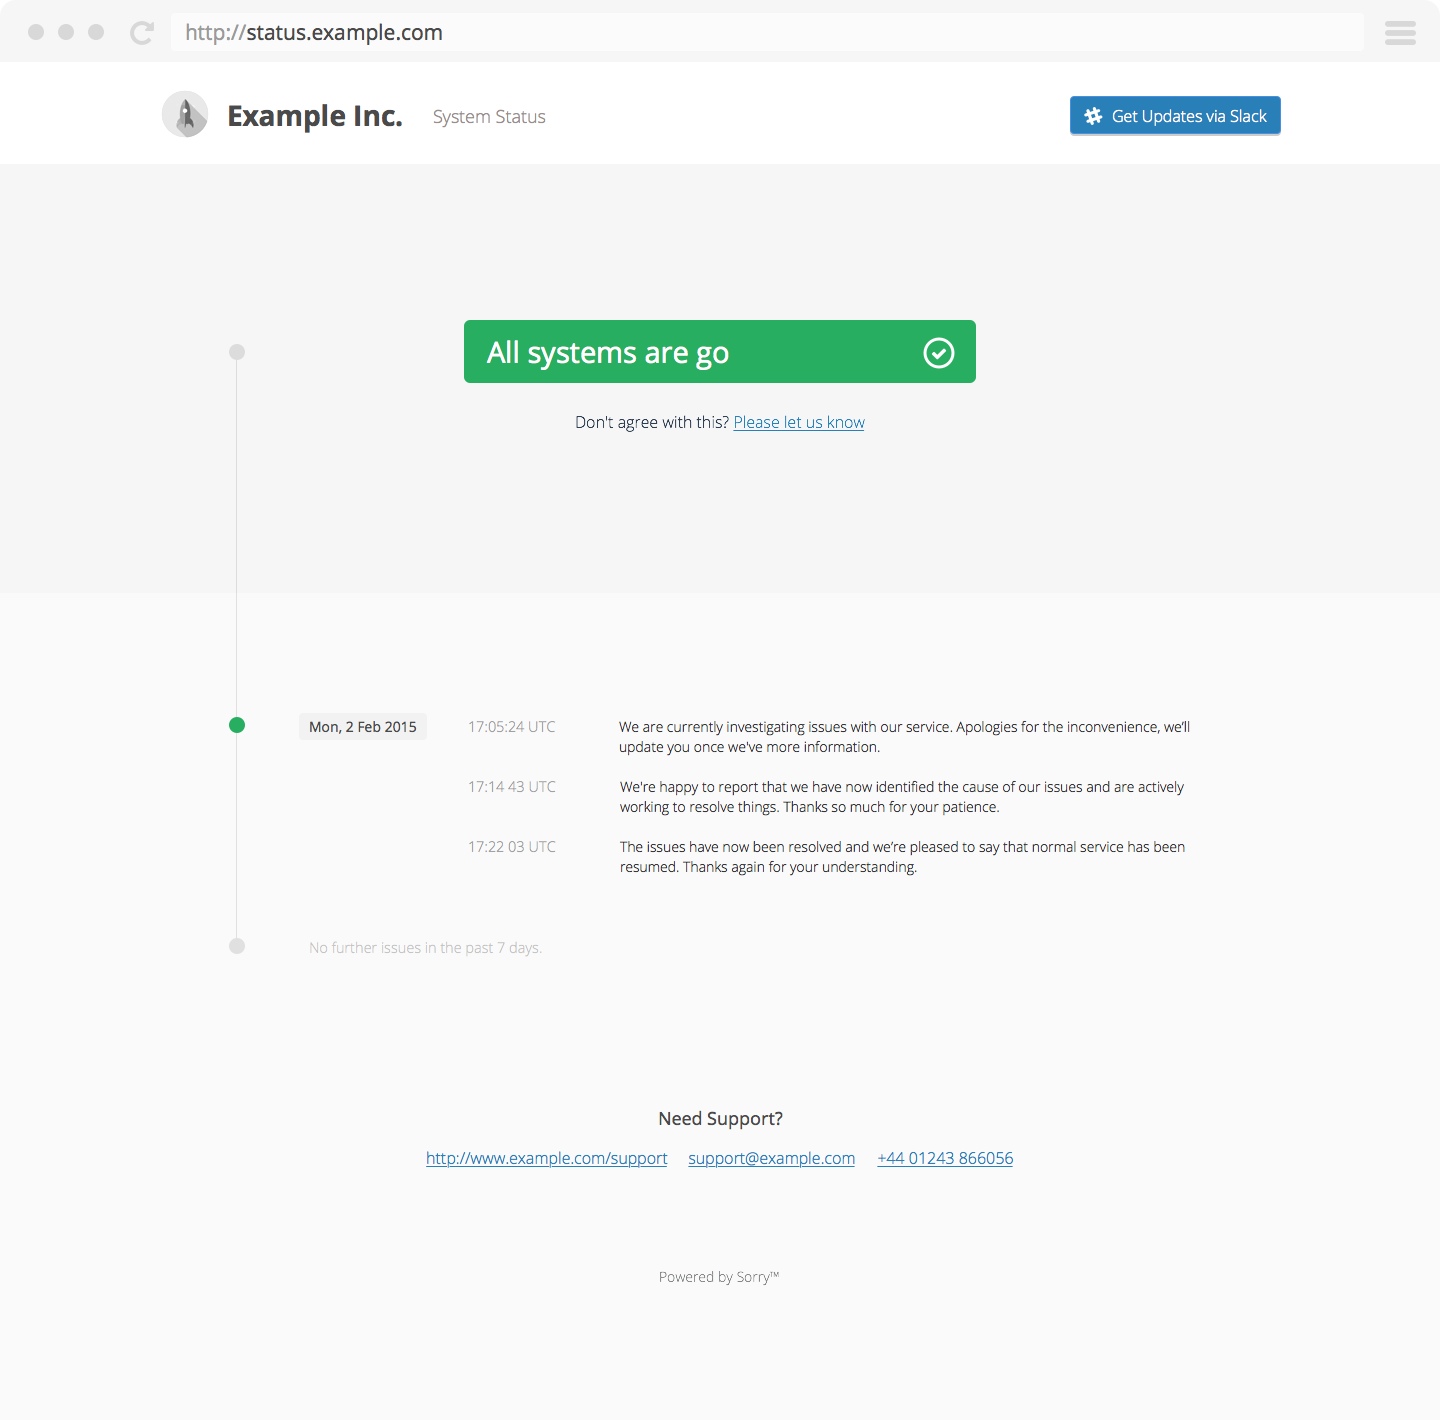 http://status.example.com
Example Inc. System Status Get Updates via Slack
All systems are go
Don't agree with this? Please let us know
Mon, 2 Feb 2015 17:05:24 UTC We are currently investigating issues with our service. Apologies for the inconvenience, we’ll
update you once we've more information.
17:14 43 UTC We're happy to report that we have now identified the cause of our issues and are actively
working to resolve things. Thanks so much for your patience.
17:22 03 UTC The issues have now been resolved and we’re pleased to say that normal service has been
resumed. Thanks again for your understanding.
No further issues in the past 7 days.
Need Support?
http://www.example.com/support support@example.com +44 01243 866056
Powered by Sorry™